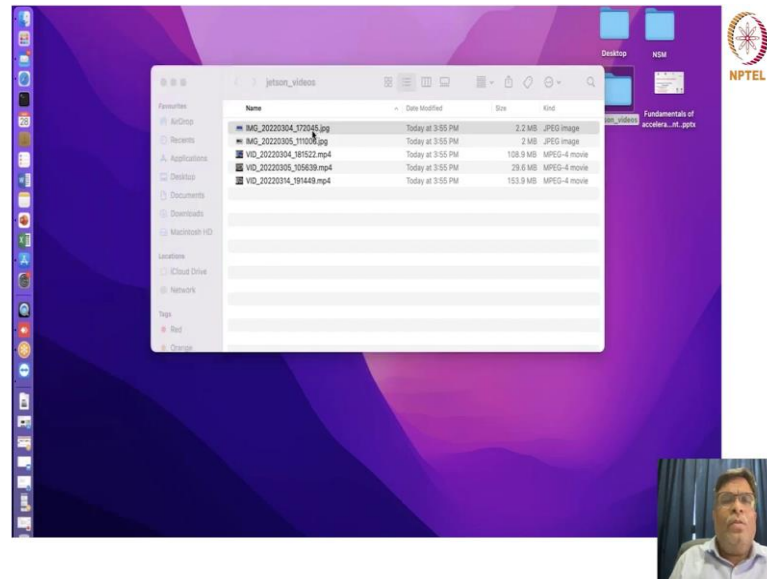 Desktop
NSM
NPTEL
jetson_videos
son_videos
Fundamentals of
accelera...nt..pptx
Favourites
AirDrop
Recents
Applications
Desktop
Documents
Downloads
Macintosh HD
Locations
iCloud Drive
Network
Tags
Red
Orange
Name
Date Modified
Size
Kind
IMG_20220304_172045.jpg
Today at 3:55 PM
2.2 MB
JPEG image
IMG_20220305_111006.jpg
Today at 3:55 PM
2 MB
JPEG image
VID_20220304_181522.mp4
Today at 3:55 PM
108.9 MB
MPEG-4 movie
VID_20220305_105639.mp4
Today at 3:55 PM
29.6 MB
MPEG-4 movie
VID_20220314_191449.mp4
Today at 3:55 PM
153.9 MB
MPEG-4 movie